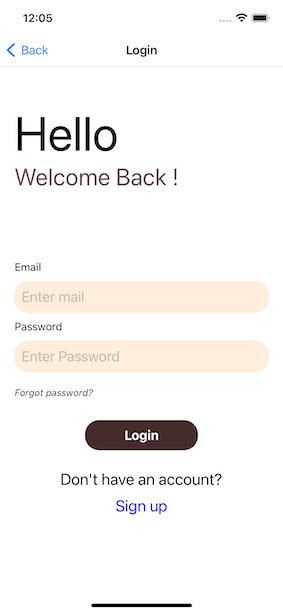 12:05
Back
Login
Hello
Welcome Back !
Email
Enter mail
Password
Enter Password
Forgot password?
Login
Don't have an account?
Sign up